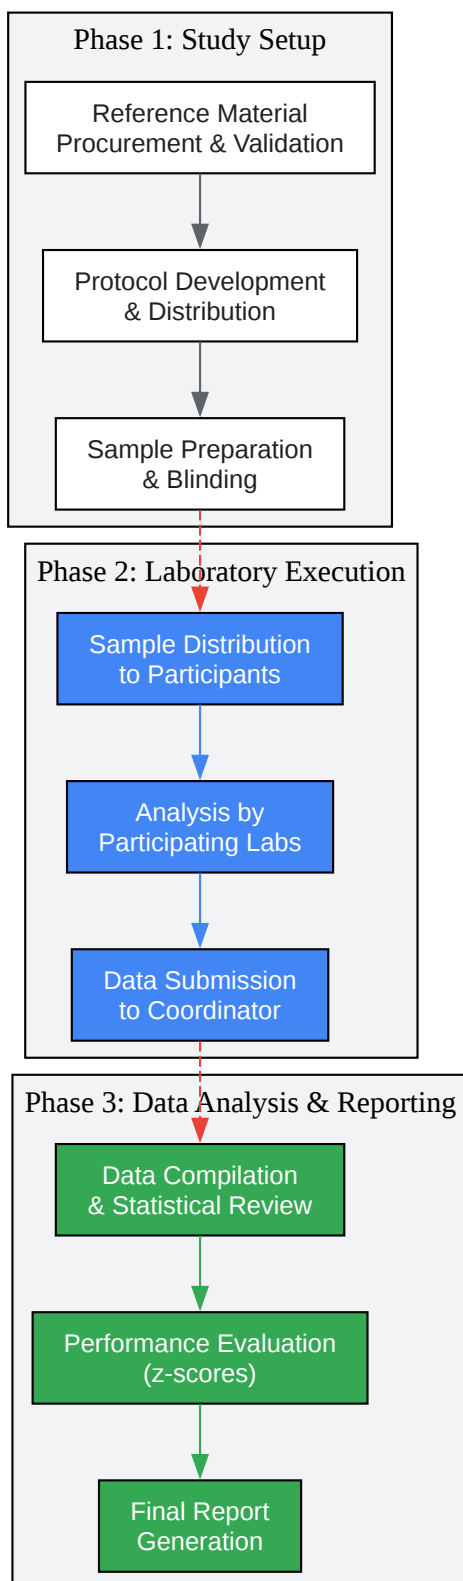 Phase 1: Study Setup
Reference Material
Procurement & Validation
Protocol Development
& Distribution
Sample Preparation
& Blinding
Phase 2: Laboratory Execution
Sample Distribution
to Participants
Analysis by
Participating Labs
Data Submission
to Coordinator
Phase 3: Data Analysis & Reporting
Data Compilation
& Statistical Review
Performance Evaluation
(z-scores)
Final Report
Generation